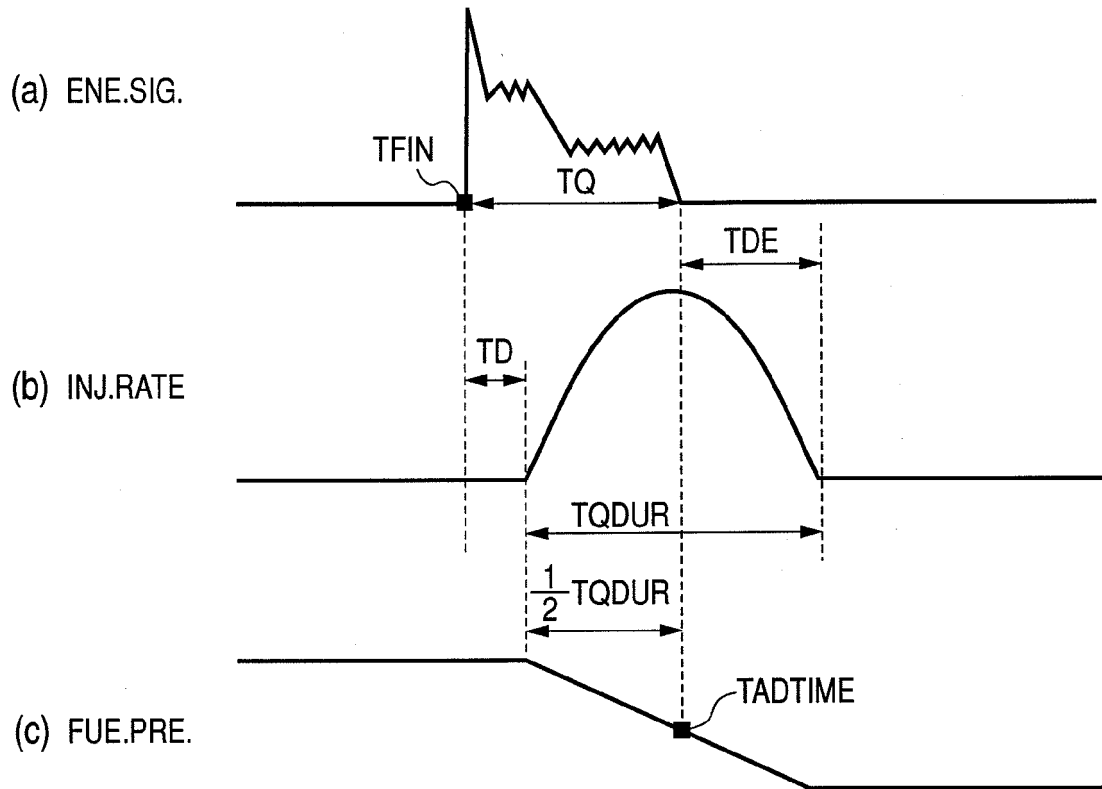 (a) ENE.SIG.
TFIN
TQ
TDE
TD
(b) INJ.RATE
TQDUR
1/2 TQDUR
TADTIME
(c) FUE.PRE.